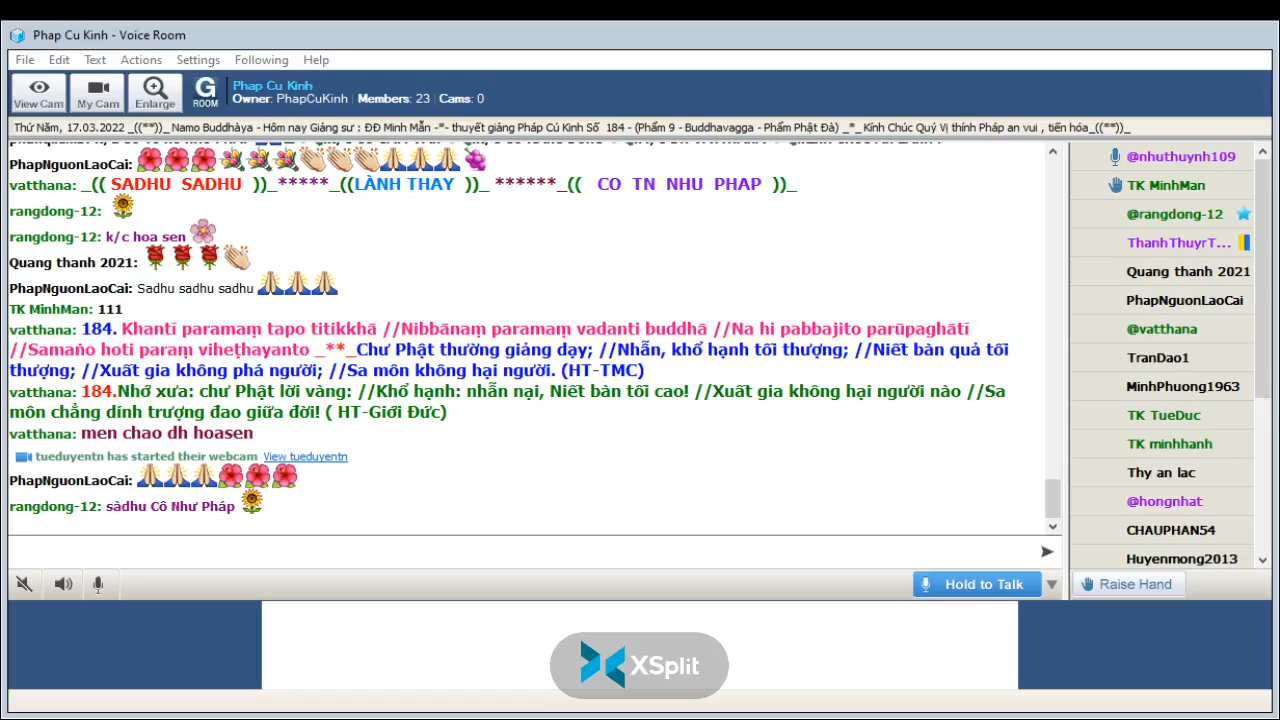 Phap Cu Kinh - Voice Room
File Edit Text Actions Settings Following Help
View Cam My Cam Enlarge G ROOM
Phap Cu Kinh
Owner: PhapCuKinh | Members: 23 | Cams: 0
Thứ Năm, 17.03.2022 _((**))_ Namo Buddhàya - Hôm nay Giảng sư : ĐĐ Minh Mẫn -*- thuyết giảng Pháp Cú Kinh Số 184 - (Phẩm 9 - Buddhavagga - Phẩm Phật Đà) _*_ Kính Chúc Quý Vị thính Pháp an vui , tiến hóa_((**))_
PhapNguonLaoCai:
vatthana: _(( SADHU SADHU ))_*****_((LÀNH THAY ))_ ******_(( CO TN NHU PHAP ))_
rangdong-12:
rangdong-12: k/c hoa sen
Quang thanh 2021:
PhapNguonLaoCai: Sadhu sadhu sadhu
TK MinhMan: 111
vatthana: 184. Khantī paramaṃ tapo titikkhā //Nibbānaṃ paramaṃ vadanti buddhā //Na hi pabbajito parūpaghātī
//Samaṅo hoti paraṃ viheṭhayanto _**_Chư Phật thường giảng dạy; //Nhẫn, khổ hạnh tối thượng; //Niết bàn quả tối
thượng; //Xuất gia không phá người; //Sa môn không hại người. (HT-TMC)
vatthana: 184.Nhớ xưa: chư Phật lời vàng: //Khổ hạnh: nhẫn nại, Niết bàn tối cao! //Xuất gia không hại người nào //Sa
môn chẳng dính trượng đao giữa đời! ( HT-Giới Đức)
vatthana: men chao dh hoasen
tueduyentn has started their webcam View tueduyentn
PhapNguonLaoCai:
rangdong-12: sàdhu Cô Như Pháp
Hold to Talk
@nhuthuynh109
TK MinhMan
@rangdong-12
ThanhThuyrT...
Quang thanh 2021
PhapNguonLaoCai
@vatthana
TranDao1
MinhPhuong1963
TK TueDuc
TK minhhanh
Thy an lac
@hongnhat
CHAUPHAN54
Huyenmong2013
Raise Hand
XSplit